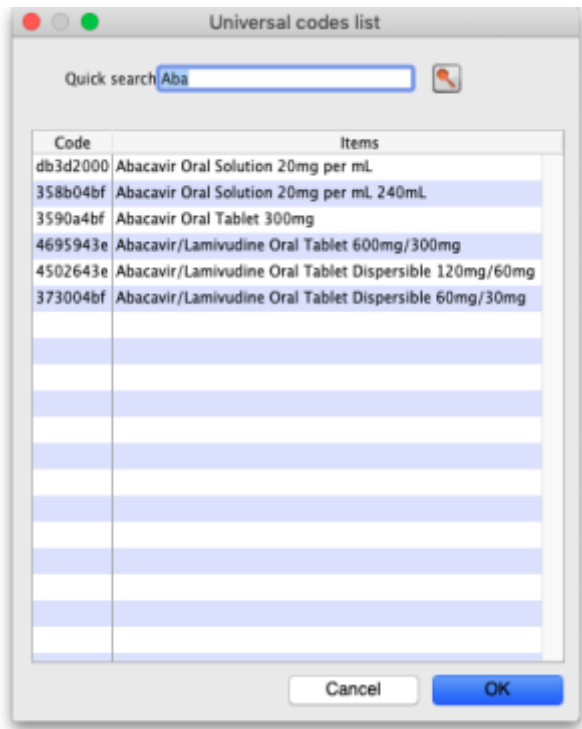 Universal codes list
Quick search Aba
Code Items
db3d2000 Abacavir Oral Solution 20mg per mL
358b04bf Abacavir Oral Solution 20mg per mL 240mL
3590a4bf Abacavir Oral Tablet 300mg
4695943e Abacavir/Lamivudine Oral Tablet 600mg/300mg
4502643e Abacavir/Lamivudine Oral Tablet Dispersible 120mg/60mg
373004bf Abacavir/Lamivudine Oral Tablet Dispersible 60mg/30mg
Cancel OK